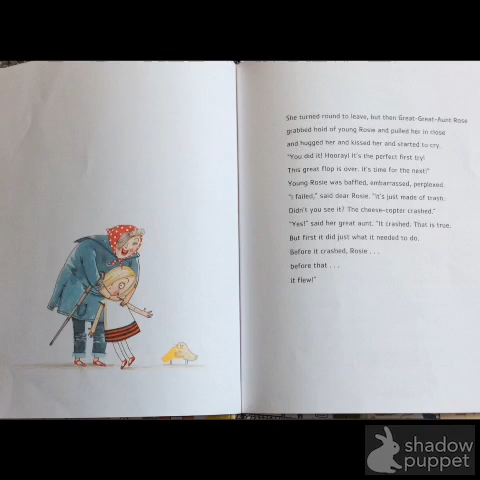 She turned round to leave, but then Great-Great-Aunt Rose
grabbed hold of young Rosie and pulled her in close
and hugged her and kissed her and started to cry.
"You did it! Hooray! It's the perfect first try!
This great flop is over. It's time for the next!"
Young Rosie was baffled, embarrassed, perplexed.
"I failed," said dear Rosie. "It's just made of trash.
Didn't you see it? The cheese-copter crashed."
"Yes!" said her great aunt. "It crashed. That is true.
But first it did just what it needed to do.
Before it crashed, Rosie . . .
before that . . .
it flew!"
shadow
puppet